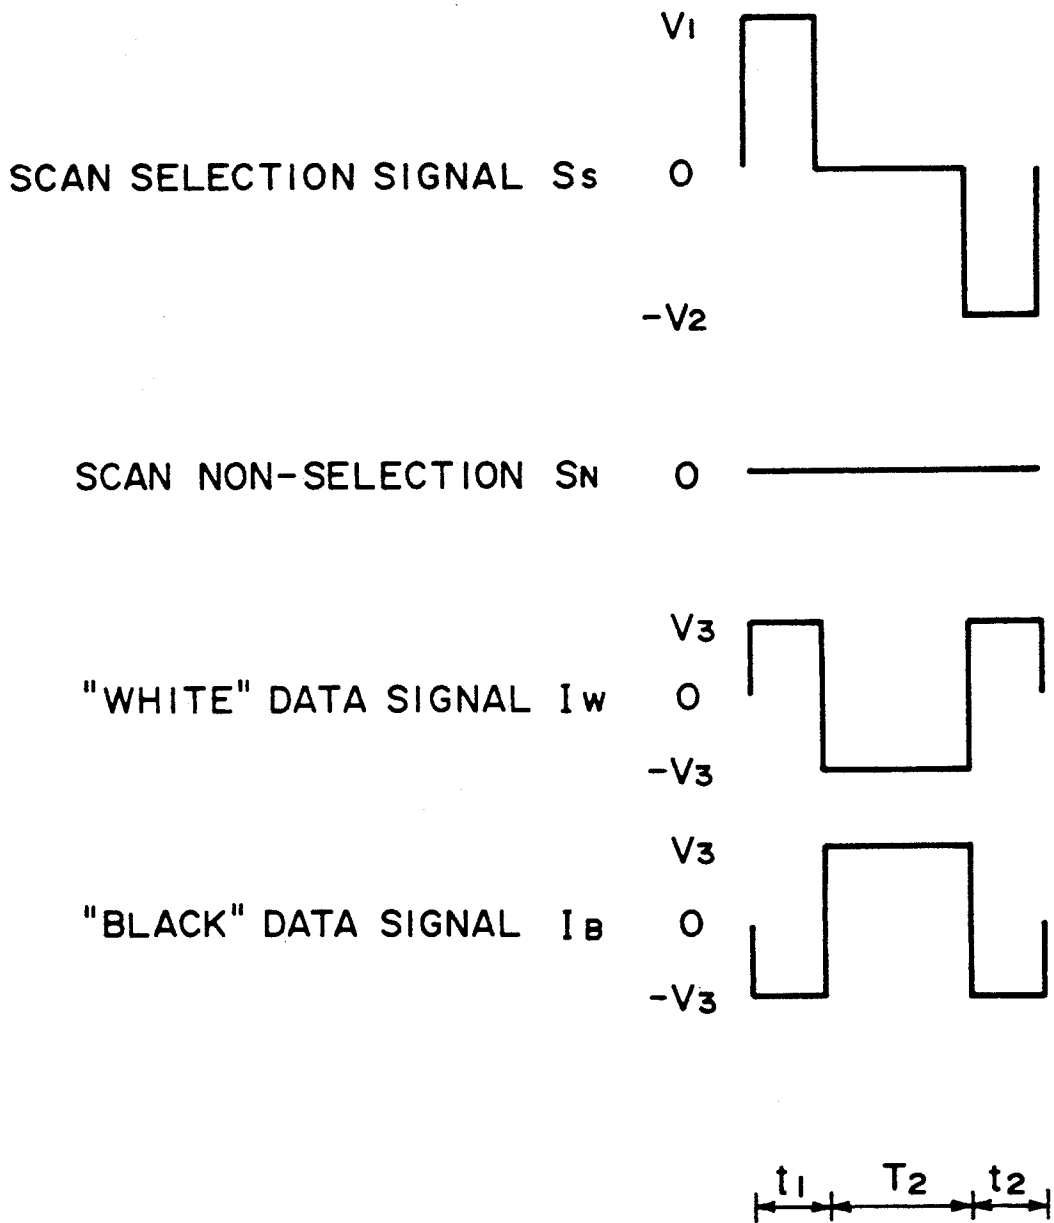 V1
SCAN SELECTION SIGNAL Ss 0
-V2
SCAN NON-SELECTION SN 0
V3
"WHITE" DATA SIGNAL IW 0
-V3
V3
"BLACK" DATA SIGNAL IB 0
-V3
t1 T2 t2